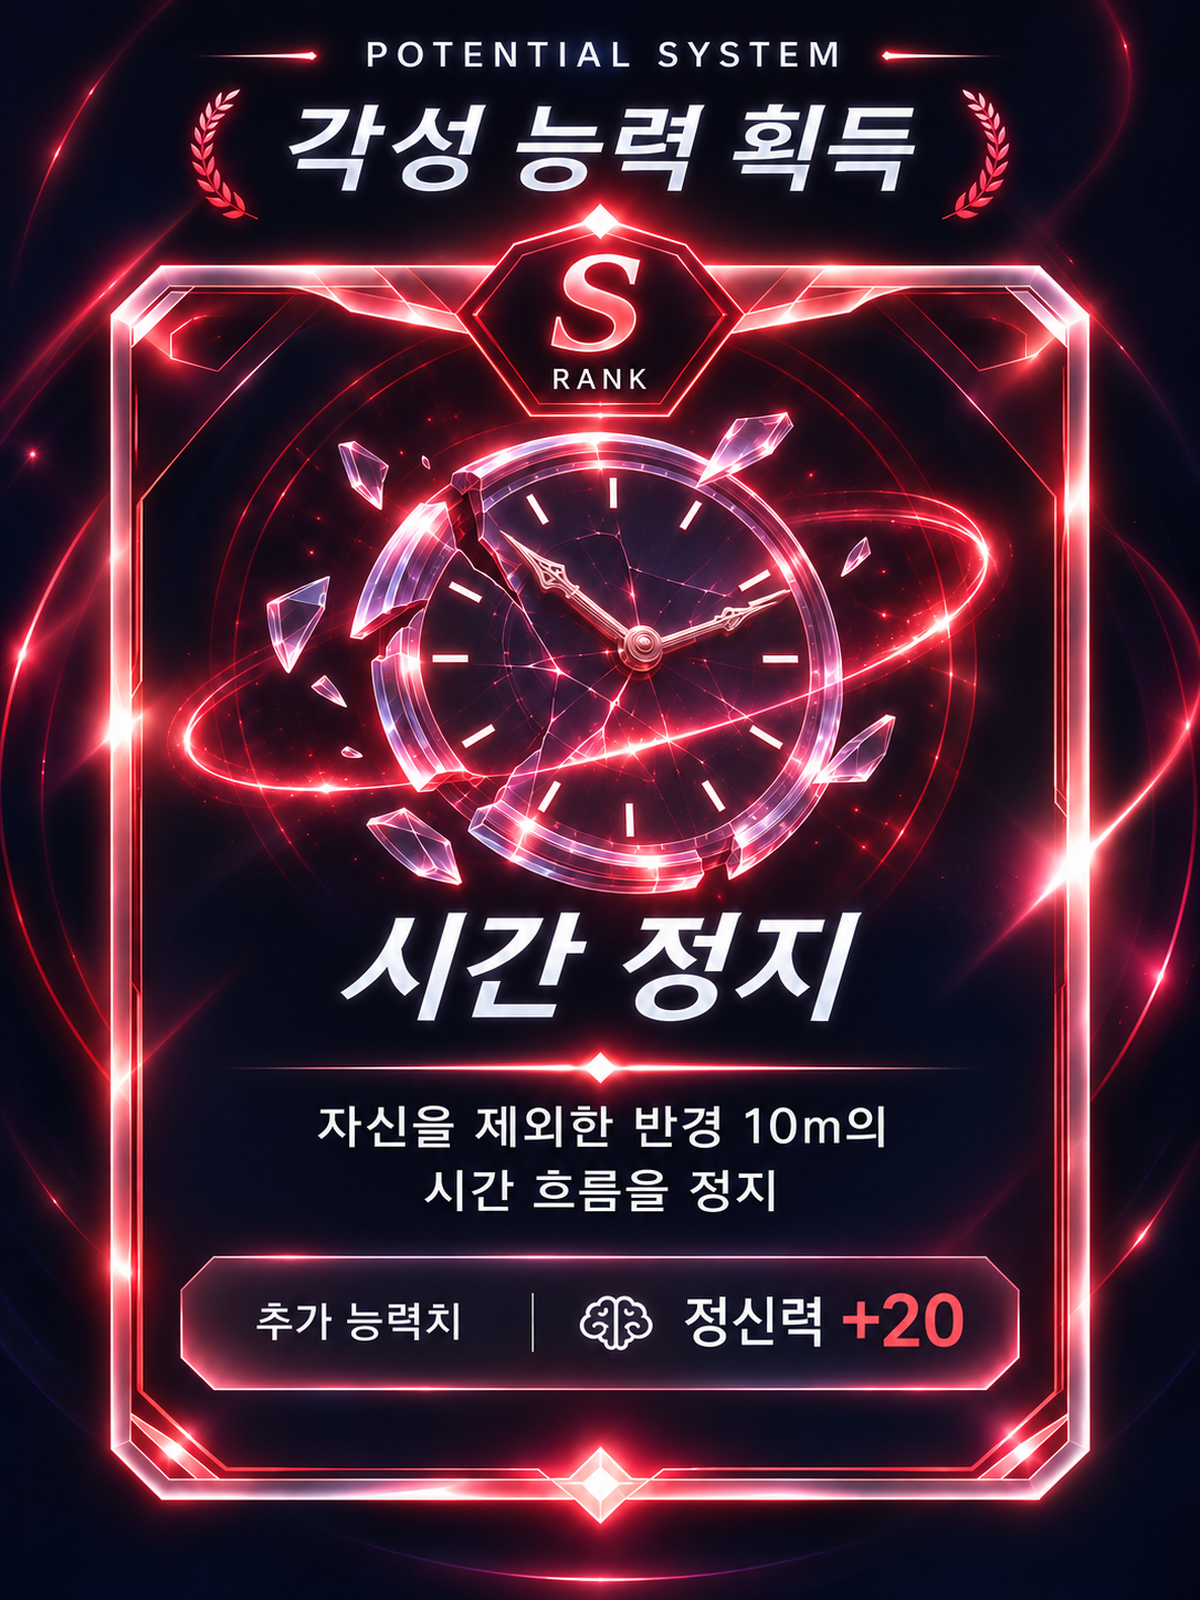 POTENTIAL SYSTEM
각성 능력 획득
S
RANK
시간 정지
자신을 제외한 반경 10m의
시간 흐름을 정지
추가 능력치 정신력 +20